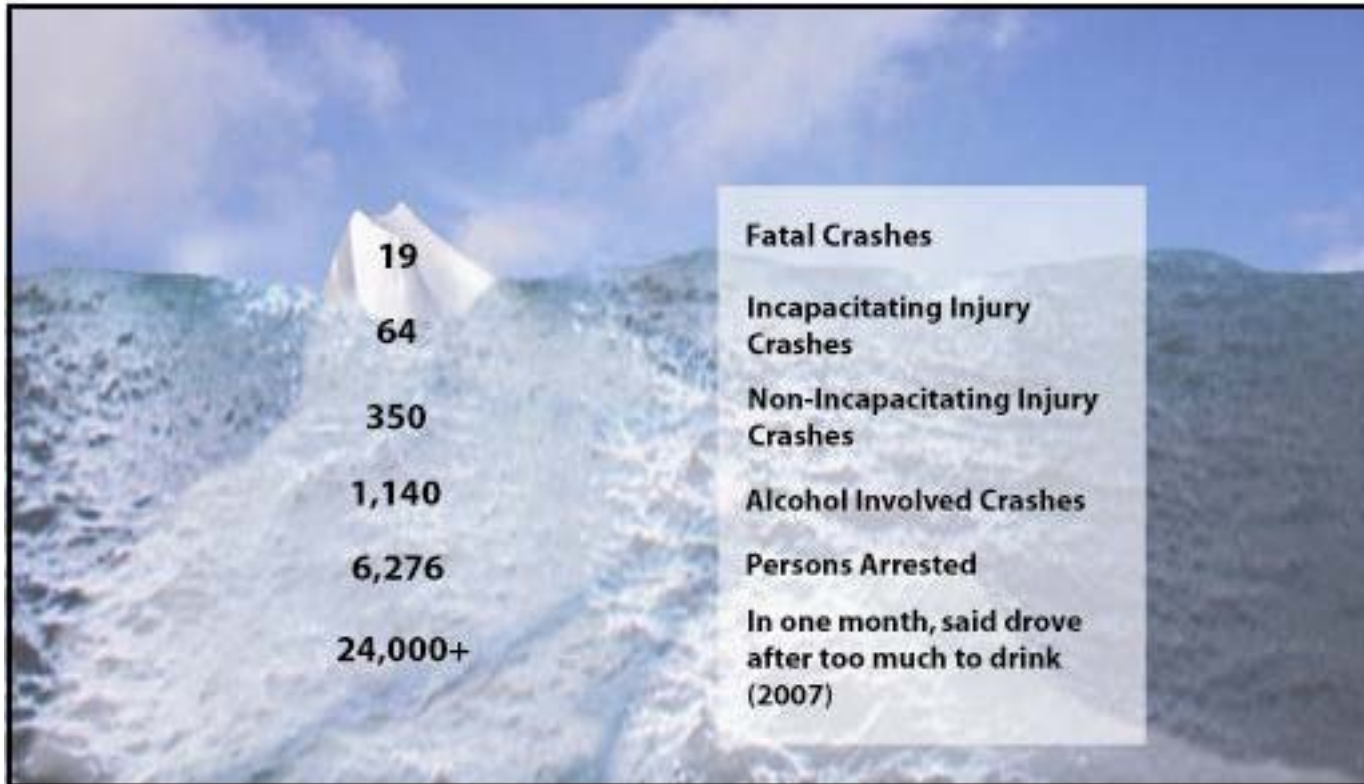 19
Fatal Crashes
64
Incapacitating Injury
Crashes
350
Non-Incapacitating Injury
Crashes
1,140
Alcohol Involved Crashes
6,276
Persons Arrested
24,000+
In one month, said drove
after too much to drink
(2007)